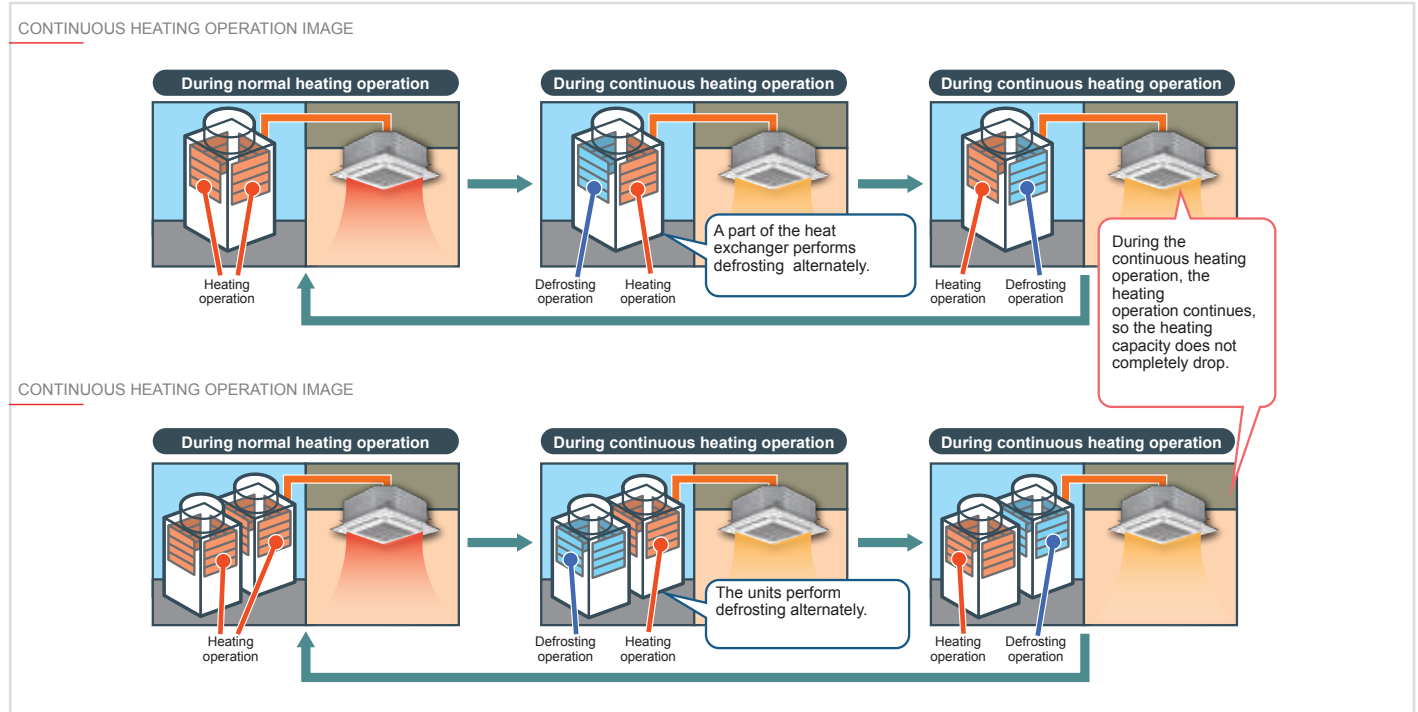 CONTINUOUS HEATING OPERATION IMAGE
During normal heating operation
During continuous heating operation
During continuous heating operation
A part of the heat
exchanger performs
defrosting alternately.
During the
continuous heating
operation, the
heating
operation continues,
so the heating
capacity does not
completely drop.
Heating
operation
Defrosting
operation
Heating
operation
Heating
operation
Defrosting
operation
CONTINUOUS HEATING OPERATION IMAGE
During normal heating operation
During continuous heating operation
During continuous heating operation
The units perform
defrosting alternately.
Heating
operation
Defrosting
operation
Heating
operation
Heating
operation
Defrosting
operation